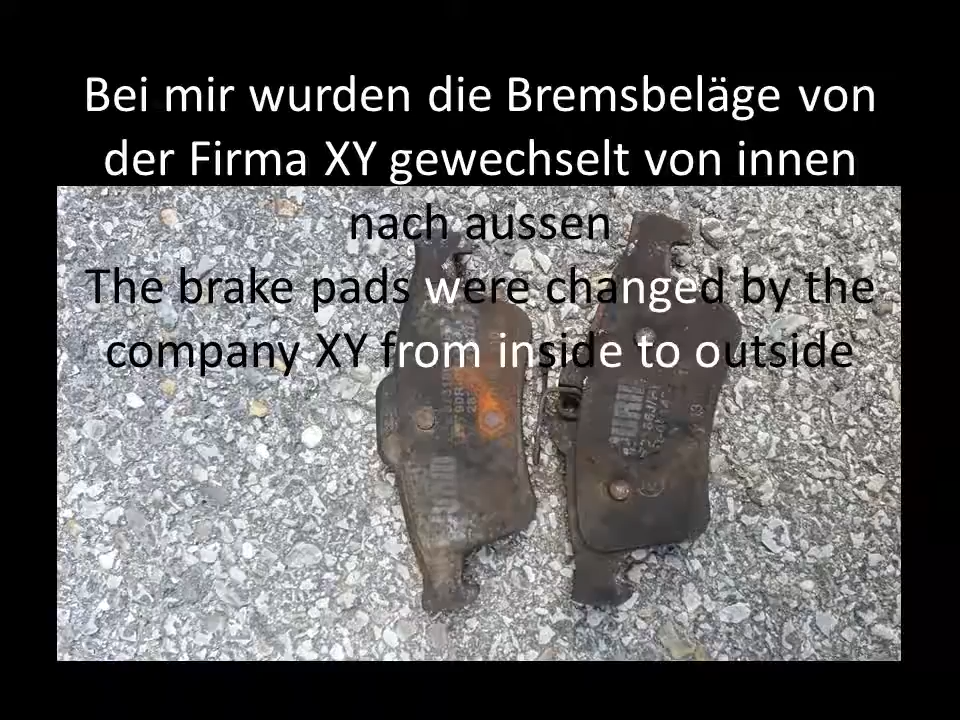 Bei mir wurden die Bremsbeläge von
der Firma XY gewechselt von innen
nach aussen
The brake pads were changed by the
company XY from inside to outside